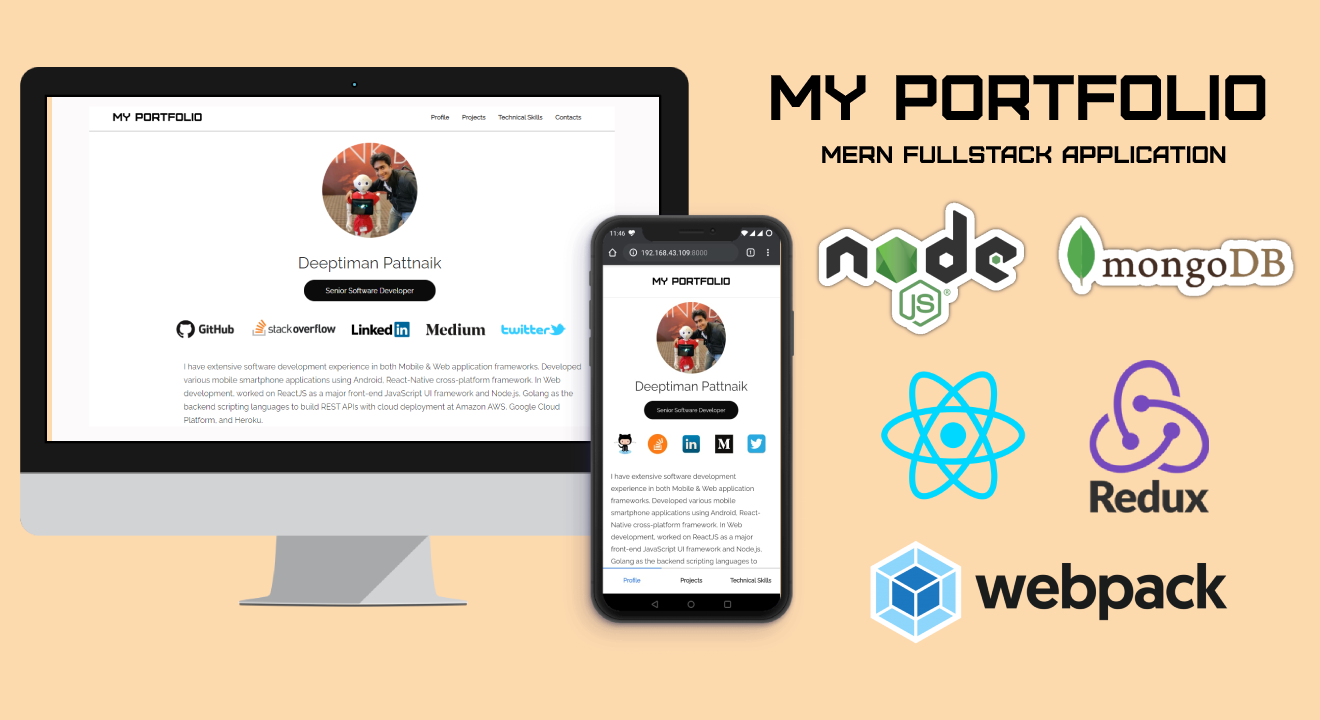 MY PORTFOLIO
Profile Projects Technical Skills Contacts
Deeptiman Pattnaik
Senior Software Developer
GitHub stackoverflow Linked in Medium twitter
I have extensive software development experience in both Mobile & Web application frameworks. Developed
various mobile smartphone applications using Android, React-Native cross-platform framework. In Web
development, worked on ReactJS as a major front-end JavaScript UI framework and Node.js, Golang as the
backend scripting languages to build REST APIs with cloud deployment at Amazon AWS, Google Cloud
Platform, and Heroku.
11:46
192.168.43.109:8000
MY PORTFOLIO
Deeptiman Pattnaik
Senior Software Developer
in M
I have extensive software development
experience in both Mobile & Web application
frameworks. Developed various mobile
smartphone applications using Android, React-
Native cross-platform framework. In Web
development, worked on ReactJS as a major
front-end JavaScript UI framework and Node.js,
Golang as the backend scripting languages to
Profile Projects Technical Skills
MY PORTFOLIO
MERN FULLSTACK APPLICATION
node
JS®
mongoDB
Redux
webpack